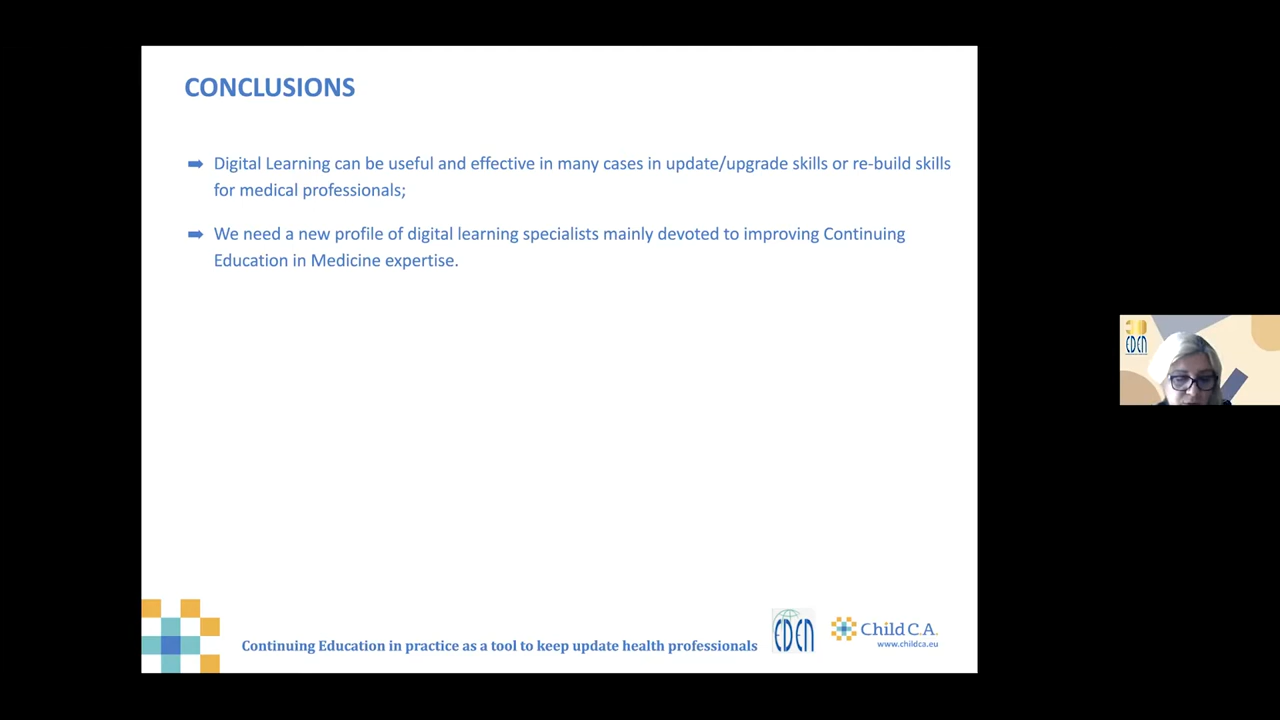 CONCLUSIONS
Digital Learning can be useful and effective in many cases in update/upgrade skills or re-build skills
for medical professionals;
We need a new profile of digital learning specialists mainly devoted to improving Continuing
Education in Medicine expertise.
30
EDEN
Continuing Education in practice as a tool to keep update health professionals
EDEN
Child C.A.
www.childca.eu